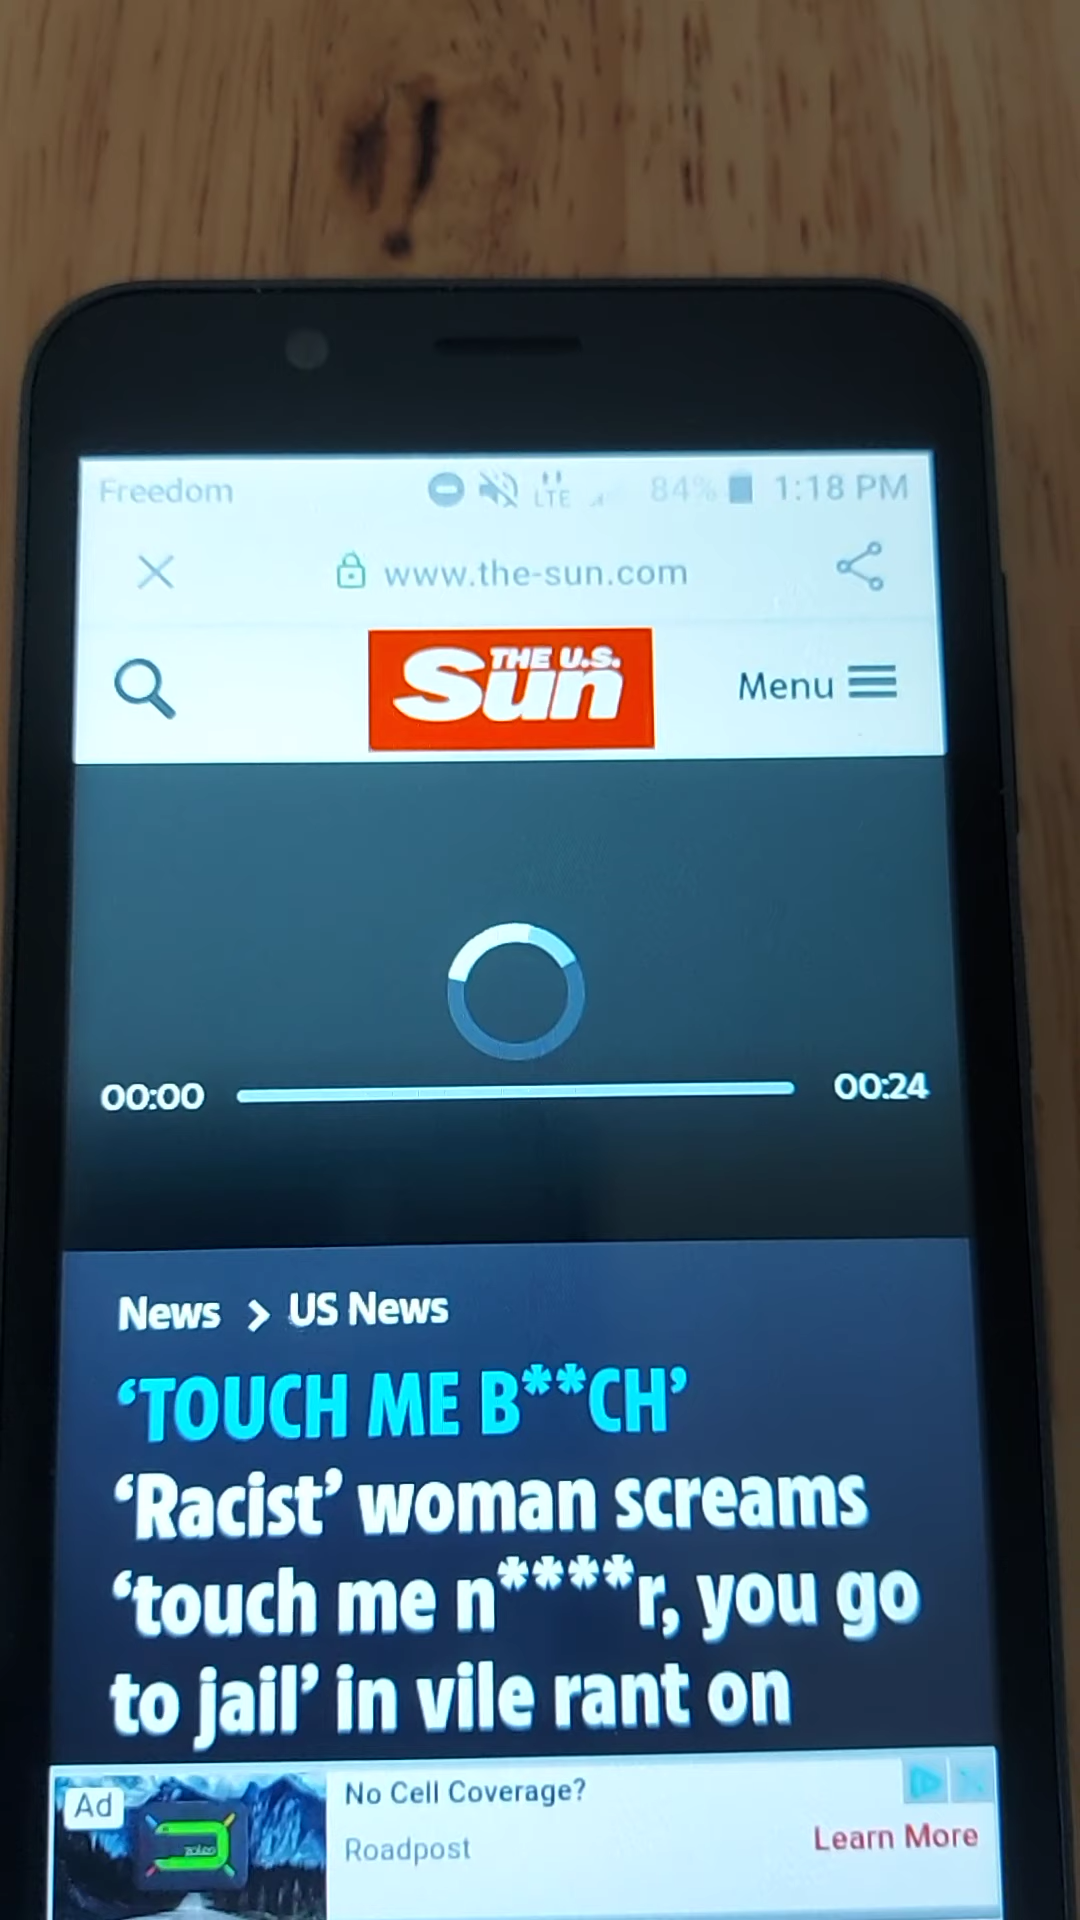 Freedom LTE 84% 1:18 PM
www.the-sun.com
THE U.S.
Sun
Menu
00:00 00:24
News > US News
‘TOUCH ME B**CH’
‘Racist’ woman screams
‘touch me n****r, you go
to jail’ in vile rant on
Ad
No Cell Coverage?
Roadpost
Learn More
zoleo